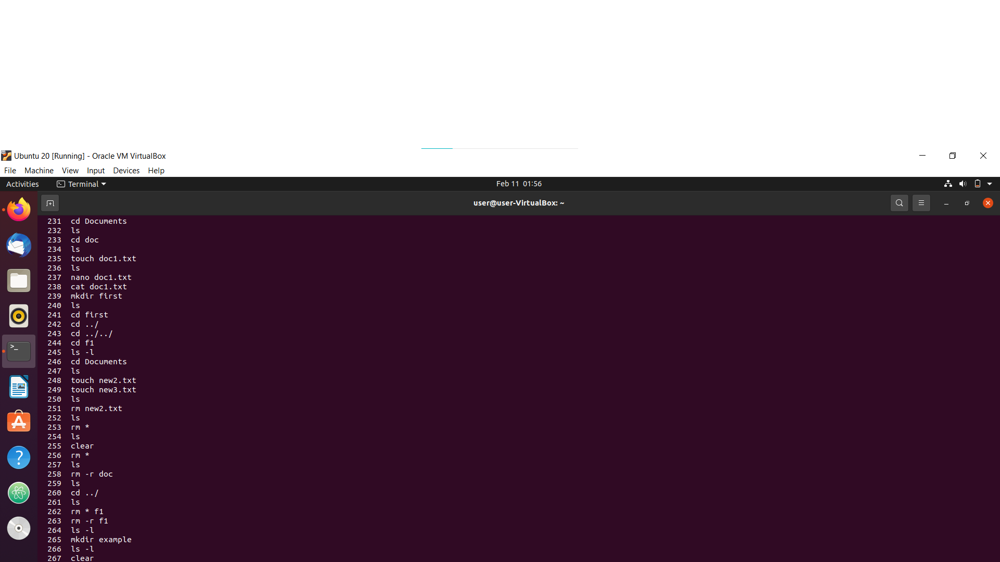 Ubuntu 20 [Running] - Oracle VM VirtualBox
File Machine View Input Devices Help
Activities Terminal Feb 11 01:56
user@user-VirtualBox: ~
231 cd Documents
232 ls
233 cd doc
234 ls
235 touch doc1.txt
236 ls
237 nano doc1.txt
238 cat doc1.txt
239 mkdir first
240 ls
241 cd first
242 cd ../
243 cd ../../
244 cd f1
245 ls -l
246 cd Documents
247 ls
248 touch new2.txt
249 touch new3.txt
250 ls
251 rm new2.txt
252 ls
253 rm *
254 ls
255 clear
256 rm *
257 ls
258 rm -r doc
259 ls
260 cd ../
261 ls
262 rm * f1
263 rm -r f1
264 ls -l
265 mkdir example
266 ls -l
267 clear